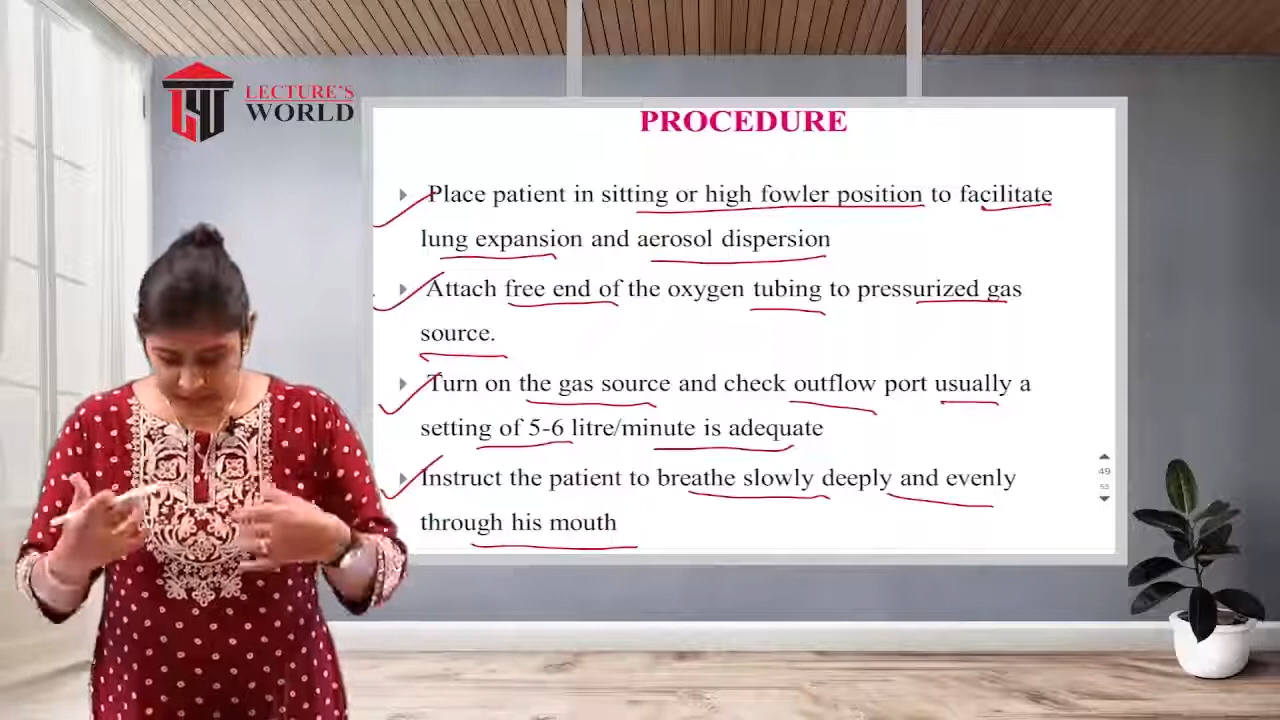 LECTURE'S
WORLD
PROCEDURE
Place patient in sitting or high fowler position to facilitate
lung expansion and aerosol dispersion
Attach free end of the oxygen tubing to pressurized gas
source.
Turn on the gas source and check outflow port usually a
setting of 5-6 litre/minute is adequate
Instruct the patient to breathe slowly deeply and evenly
through his mouth
49
53